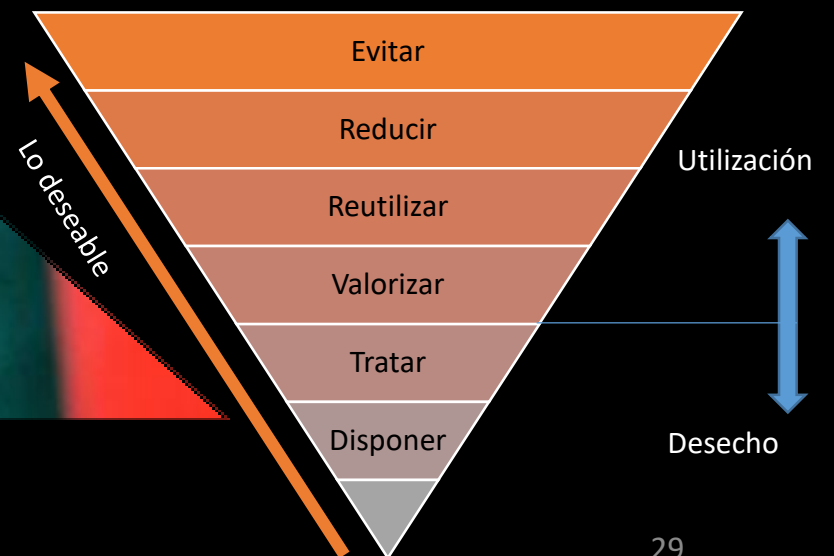 Evitar
Reducir
Utilización
Lo deseable
Reutilizar
Valorizar
Tratar
Disponer
Desecho
29